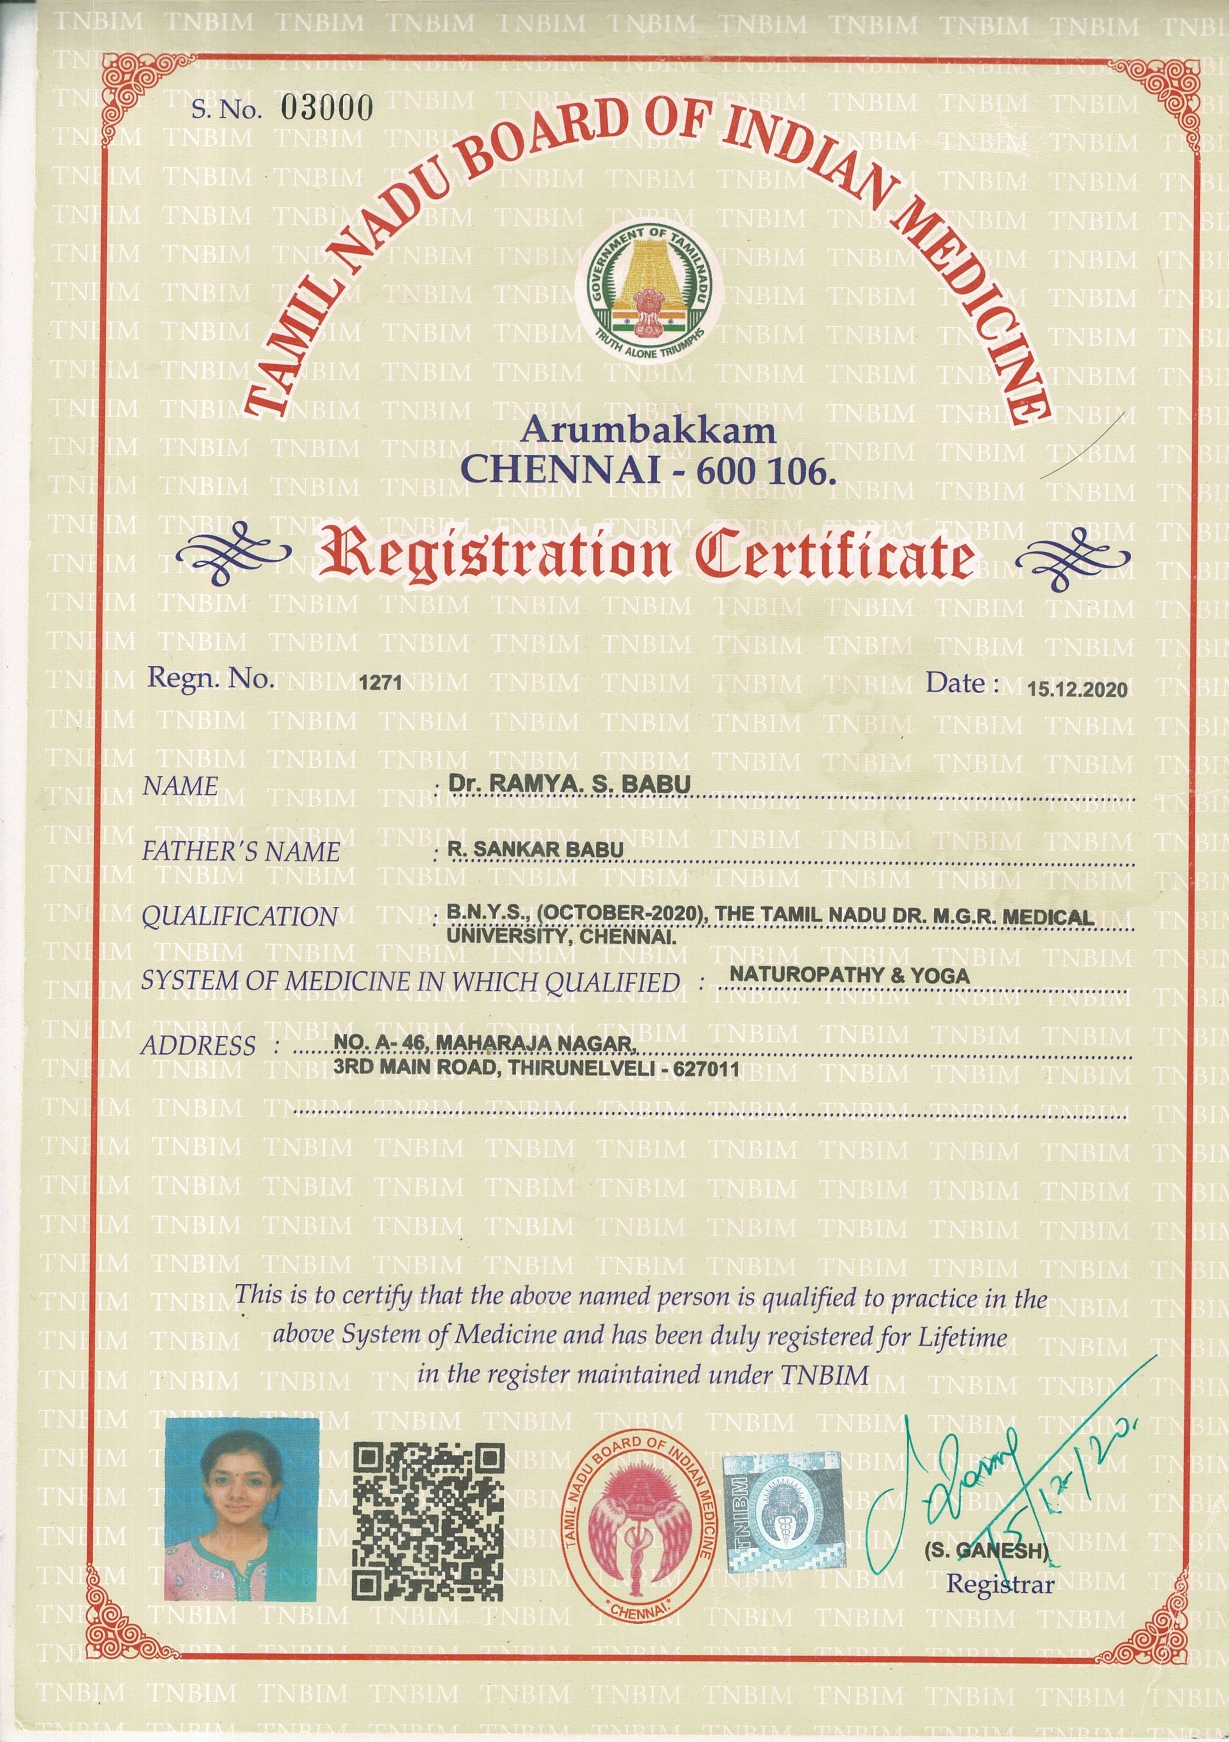 S. No. 03000
TAMIL NADU BOARD OF INDIAN MEDICINE
GOVERNMENT OF TAMILNADU
TRUTH ALONE TRIUMPHS
Arumbakkam
CHENNAI - 600 106.
Registration Certificate
Regn. No. 1271 Date : 15.12.2020
NAME : Dr. RAMYA. S. BABU
FATHER'S NAME : R. SANKAR BABU
QUALIFICATION : B.N.Y.S., (OCTOBER-2020), THE TAMIL NADU DR. M.G.R. MEDICAL
UNIVERSITY, CHENNAI.
SYSTEM OF MEDICINE IN WHICH QUALIFIED : NATUROPATHY & YOGA
ADDRESS : NO. A- 46, MAHARAJA NAGAR,
3RD MAIN ROAD, THIRUNELVELI - 627011
This is to certify that the above named person is qualified to practice in the
above System of Medicine and has been duly registered for Lifetime
in the register maintained under TNBIM
TAMIL NADU BOARD OF INDIAN MEDICINE
* CHENNAI *
TNIBM
15/12/20.
(S. GANESH)
Registrar